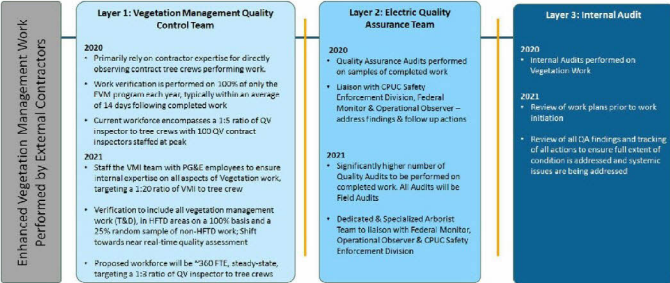 Enhanced Vegetation Management Work
Performed by External Contractors
Layer 1: Vegetation Management Quality
Control Team
2020
• Primarily rely on contractor expertise for directly
observing contract tree crews performing work.
• Work verification is performed on 100% of only the
EVM program each year, typically within an average
of 14 days following completed work
• Current workforce encompasses a 1:5 ratio of QV
inspector to tree crews with 100 QV contract
inspectors staffed at peak
2021
• Staff the VMI team with PG&E employees to ensure
internal expertise on all aspects of Vegetation work,
targeting a 1:20 ratio of VMI to tree crew
• Verification to include all vegetation management
work (T&D), in HFTD areas on a 100% basis and a
25% random sample of non-HFTD work; Shift
towards near real-time quality assessment
• Proposed workforce will be ~360 FTE, steady-state,
targeting a 1:3 ratio of QV inspector to tree crews
Layer 2: Electric Quality
Assurance Team
2020
• Quality Assurance Audits performed
on samples of completed work
• Liaison with CPUC Safety
Enforcement Division, Federal
Monitor & Operational Observer –
address findings & follow up actions
2021
• Significantly higher number of
Quality Audits to be performed on
completed work. All Audits will be
Field Audits
• Dedicated & Specialized Arborist
Team to liaison with Federal Monitor,
Operational Observer & CPUC Safety
Enforcement Division
Layer 3: Internal Audit
2020
• Internal Audits performed on
Vegetation Work
2021
• Review of work plans prior to work
initiation
• Review of all QA findings and tracking
of all actions to ensure full extent of
condition is addressed and systemic
issues are being addressed